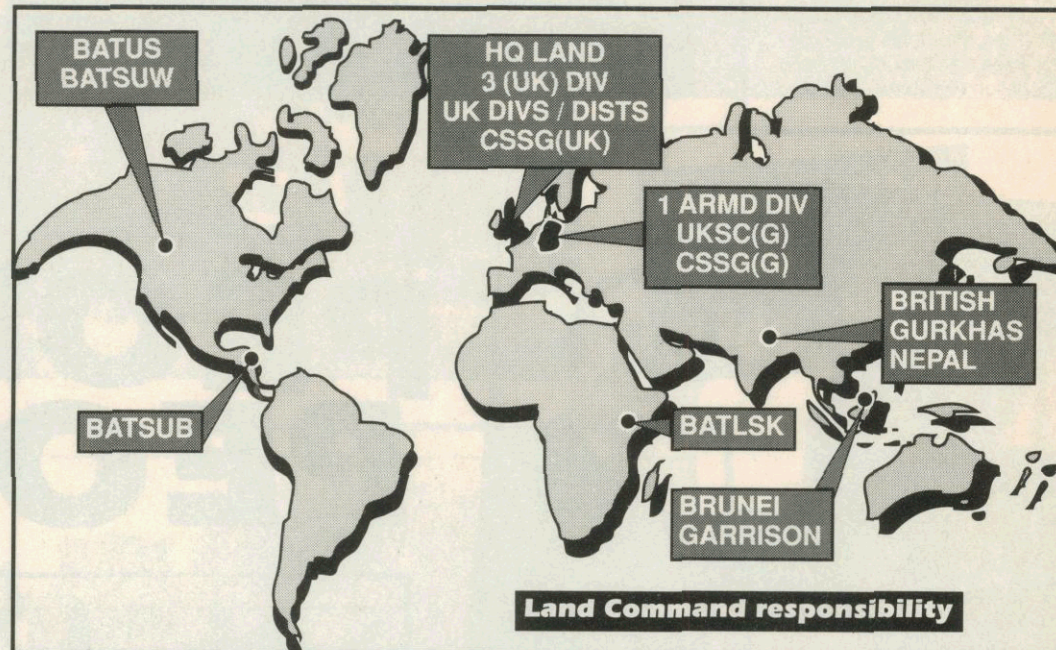 BATUS
BATSUW
HQ LAND
3 (UK) DIV
UK DIVS / DISTS
CSSG(UK)
1 ARMD DIV
UKSC(G)
CSSG(G)
BRITISH
GURKHAS
NEPAL
BATSUB
BATLSK
BRUNEI
GARRISON
Land Command responsibility